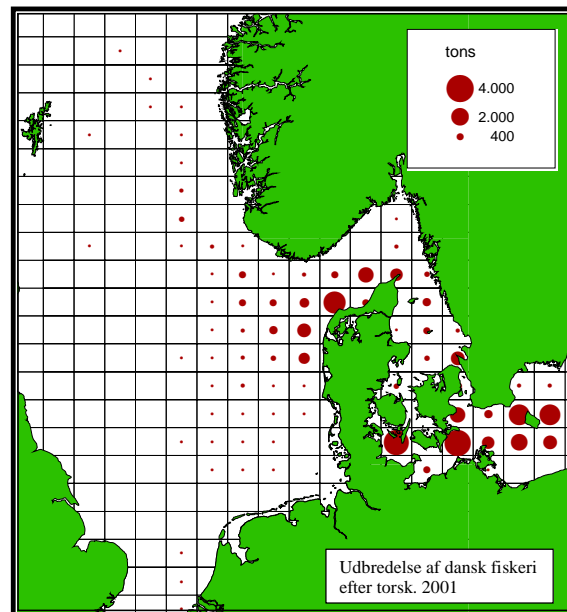 tons
4.000
2.000
400
Udbredelse af dansk fiskeri
efter torsk. 2001